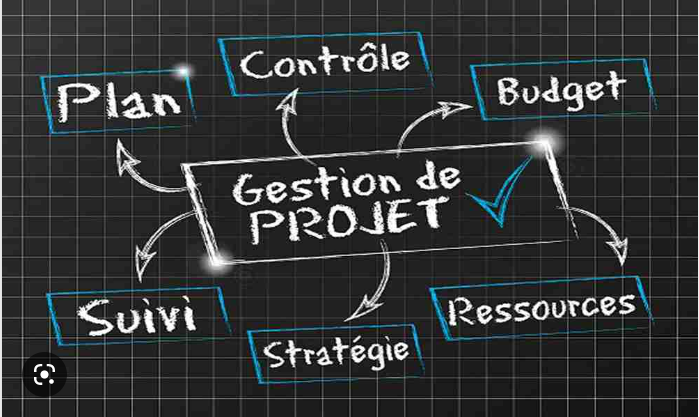 Contrôle
Plan
Budget
Gestion de
PROJET
Suivi
Ressources
Stratégie